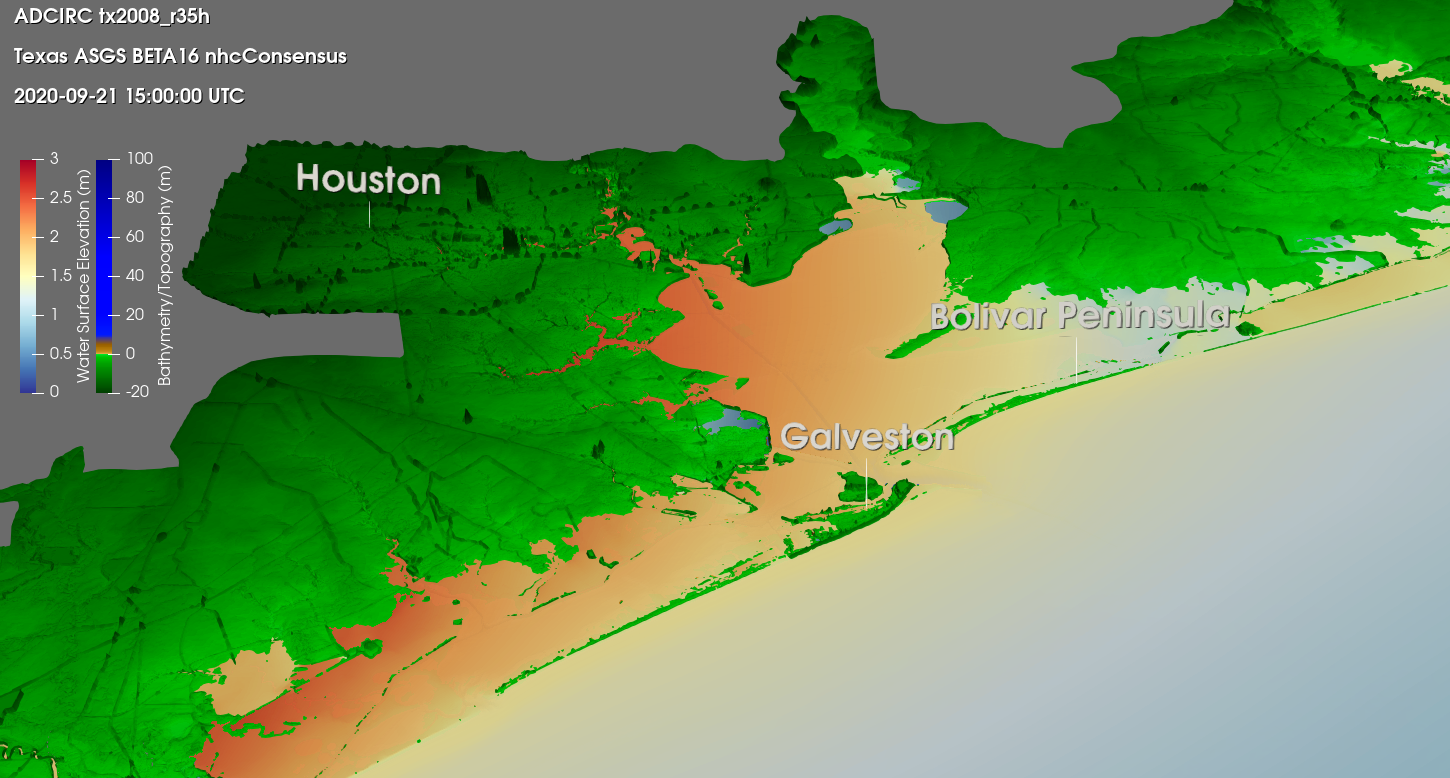 ADCIRC tx2008_r35h
Texas ASGS BETA16 nhcConsensus
2020-09-21 15:00:00 UTC
3
2.5
2
1.5
1
0.5
0
Water Surface Elevation (m)
100
80
60
40
20
0
-20
Bathymetry/Topography (m)
Houston
Bolivar Peninsula
Galveston